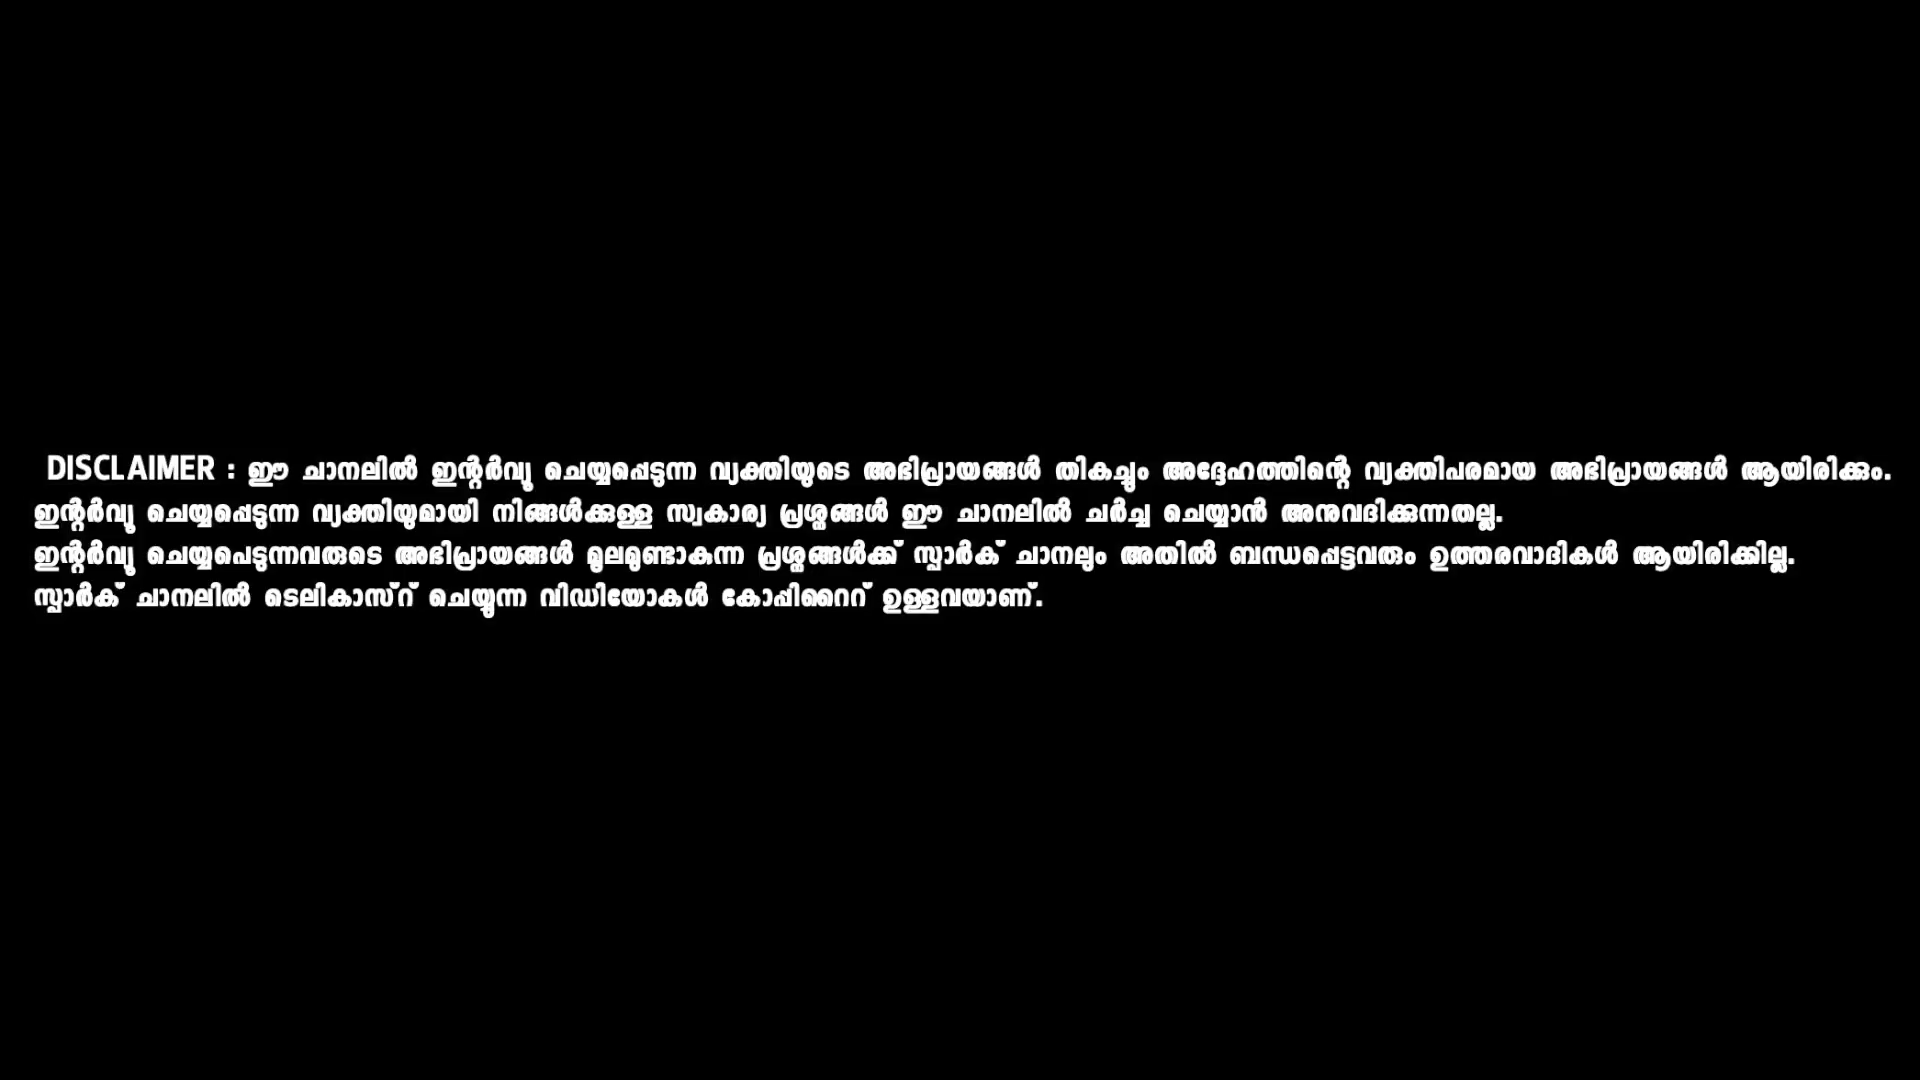 DISCLAIMER : ഈ ചാനലിൽ ഇന്റർവ്യൂ ചെയ്യപ്പെടുന്ന വ്യക്തിയുടെ അഭിപ്രായങ്ങൾ തികച്ചും അദ്ദേഹത്തിന്റെ വ്യക്തിപരമായ അഭിപ്രായങ്ങൾ ആയിരിക്കും.
ഇന്റർവ്യൂ ചെയ്യപ്പെടുന്ന വ്യക്തിയുമായി നിങ്ങൾക്കുള്ള സ്വകാര്യ പ്രശ്നങ്ങൾ ഈ ചാനലിൽ ചർച്ച ചെയ്യാൻ അനുവദിക്കുന്നതല്ല.
ഇന്റർവ്യൂ ചെയ്യപെടുന്നവരുടെ അഭിപ്രായങ്ങൾ മൂലമുണ്ടാകുന്ന പ്രശ്നങ്ങൾക്ക് സ്പാർക് ചാനലും അതിൽ ബന്ധപ്പെട്ടവരും ഉത്തരവാദികൾ ആയിരിക്കില്ല.
സ്പാർക് ചാനലിൽ ടെലികാസ്റ് ചെയ്യുന്ന വിഡിയോകൾ കോപ്പിറൈറ് ഉള്ളവയാണ്.